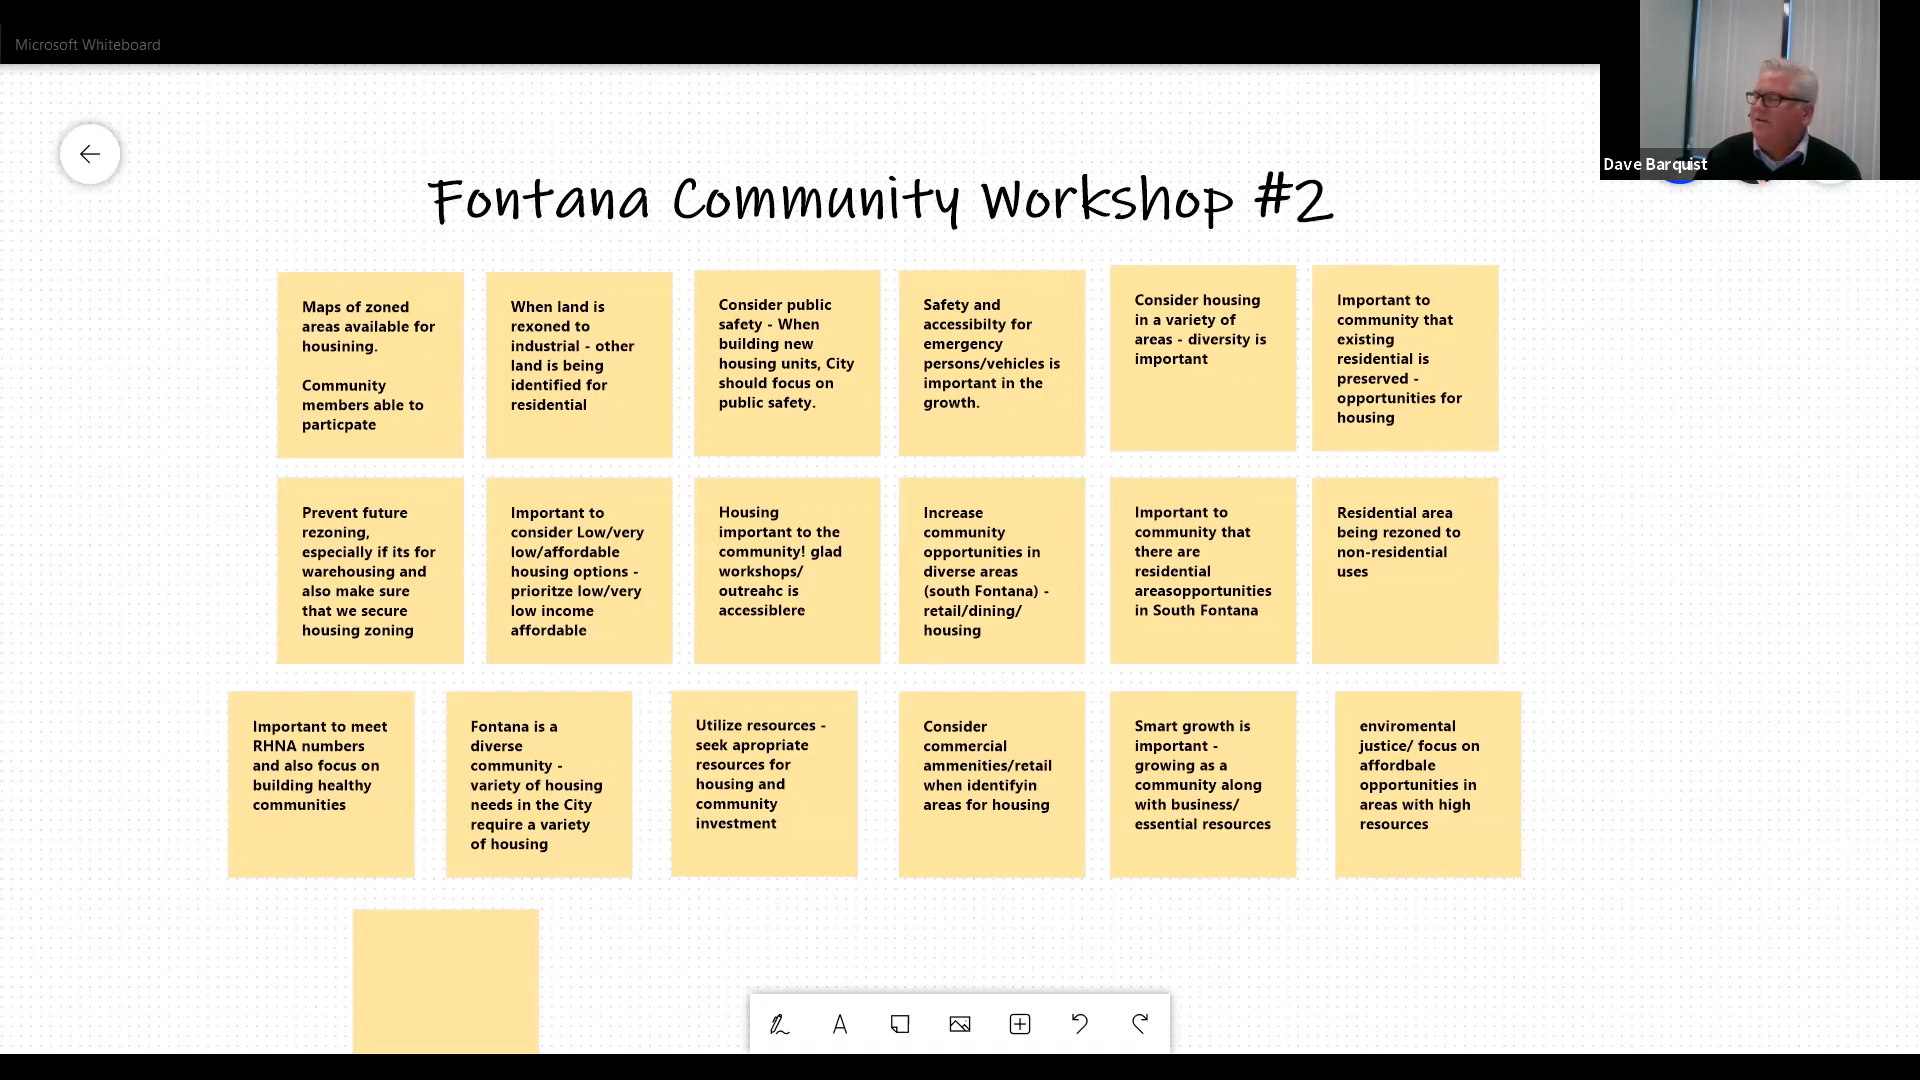 Microsoft Whiteboard
Dave Barquist
Fontana Community Workshop #2
Maps of zoned
areas available for
housining.
Community
members able to
particpate
When land is
rexoned to
industrial - other
land is being
identified for
residential
Consider public
safety - When
building new
housing units, City
should focus on
public safety.
Safety and
accessibilty for
emergency
persons/vehicles is
important in the
growth.
Consider housing
in a variety of
areas - diversity is
important
Important to
community that
existing
residential is
preserved -
opportunities for
housing
Prevent future
rezoning,
especially if its for
warehousing and
also make sure
that we secure
housing zoning
Important to
consider Low/very
low/affordable
housing options -
prioritze low/very
low income
affordable
Housing
important to the
community! glad
workshops/
outreahc is
accessiblere
Increase
community
opportunities in
diverse areas
(south Fontana) -
retail/dining/
housing
Important to
community that
there are
residential
areasopportunities
in South Fontana
Residential area
being rezoned to
non-residential
uses
Important to meet
RHNA numbers
and also focus on
building healthy
communities
Fontana is a
diverse
community -
variety of housing
needs in the City
require a variety
of housing
Utilize resources -
seek apropriate
resources for
housing and
community
investment
Consider
commercial
ammenities/retail
when identifyin
areas for housing
Smart growth is
important -
growing as a
community along
with business/
essential resources
enviromental
justice/ focus on
affordbale
opportunities in
areas with high
resources